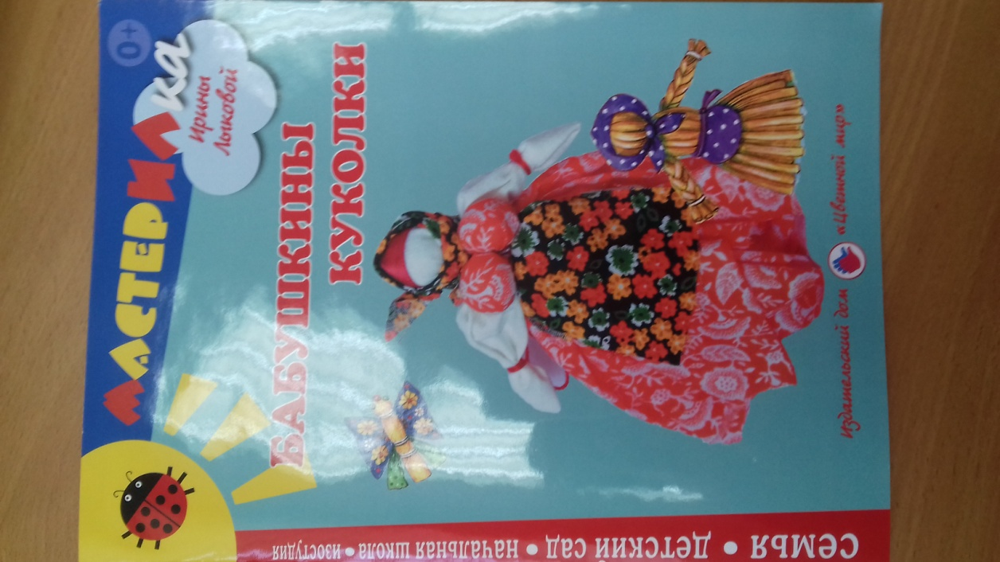 0+
МАСТЕРИЛка
Ирины
Лыковой
БАБУШКИНЫ
КУКОЛКИ
издательский дом «Цветной мир»
семья • детский сад • начальная школа • изостудия